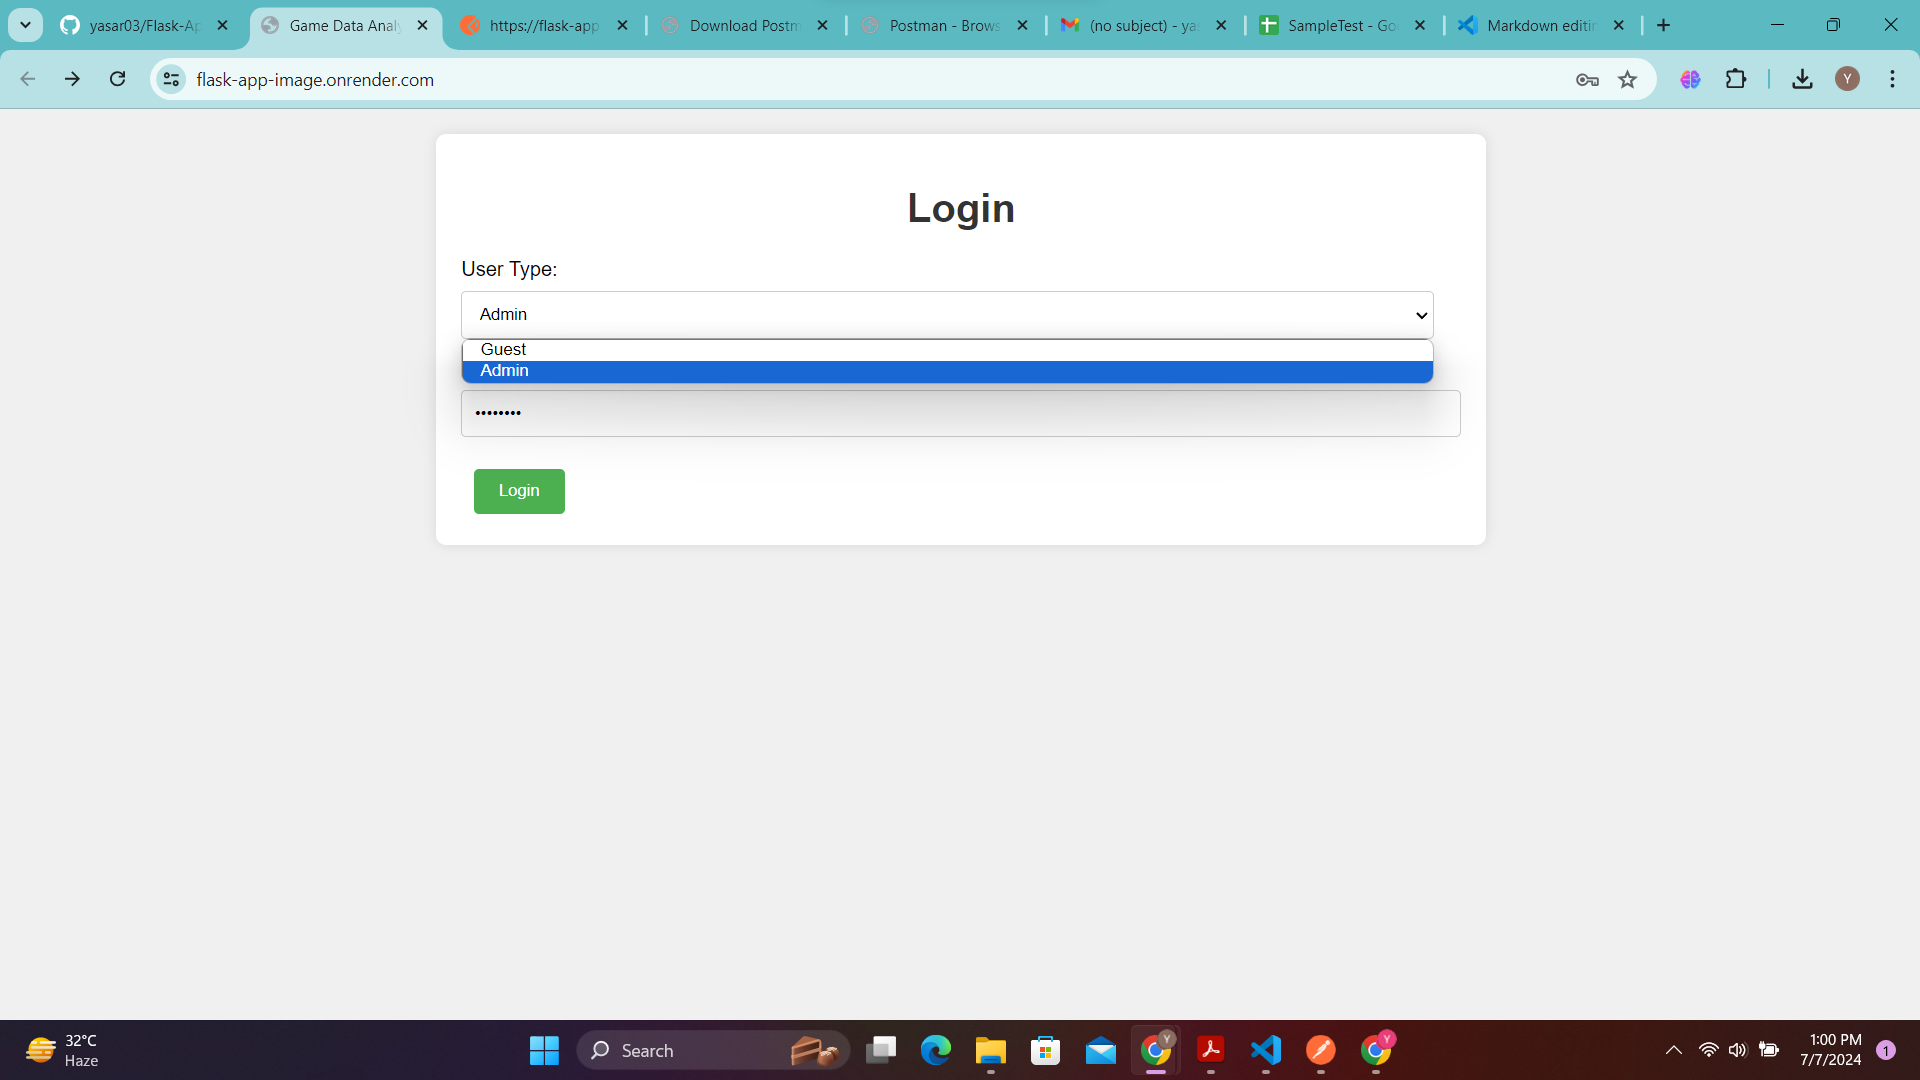 yasar03/Flask-Ap
Game Data Analy
https://flask-app
Download Postm
Postman - Brows
(no subject) - yas
SampleTest - Goo
Markdown editin
flask-app-image.onrender.com
Y
Login
User Type:
Admin
Guest
Admin
••••••••
Login
32°C
Haze
Search
Y
Y
1:00 PM
7/7/2024
1